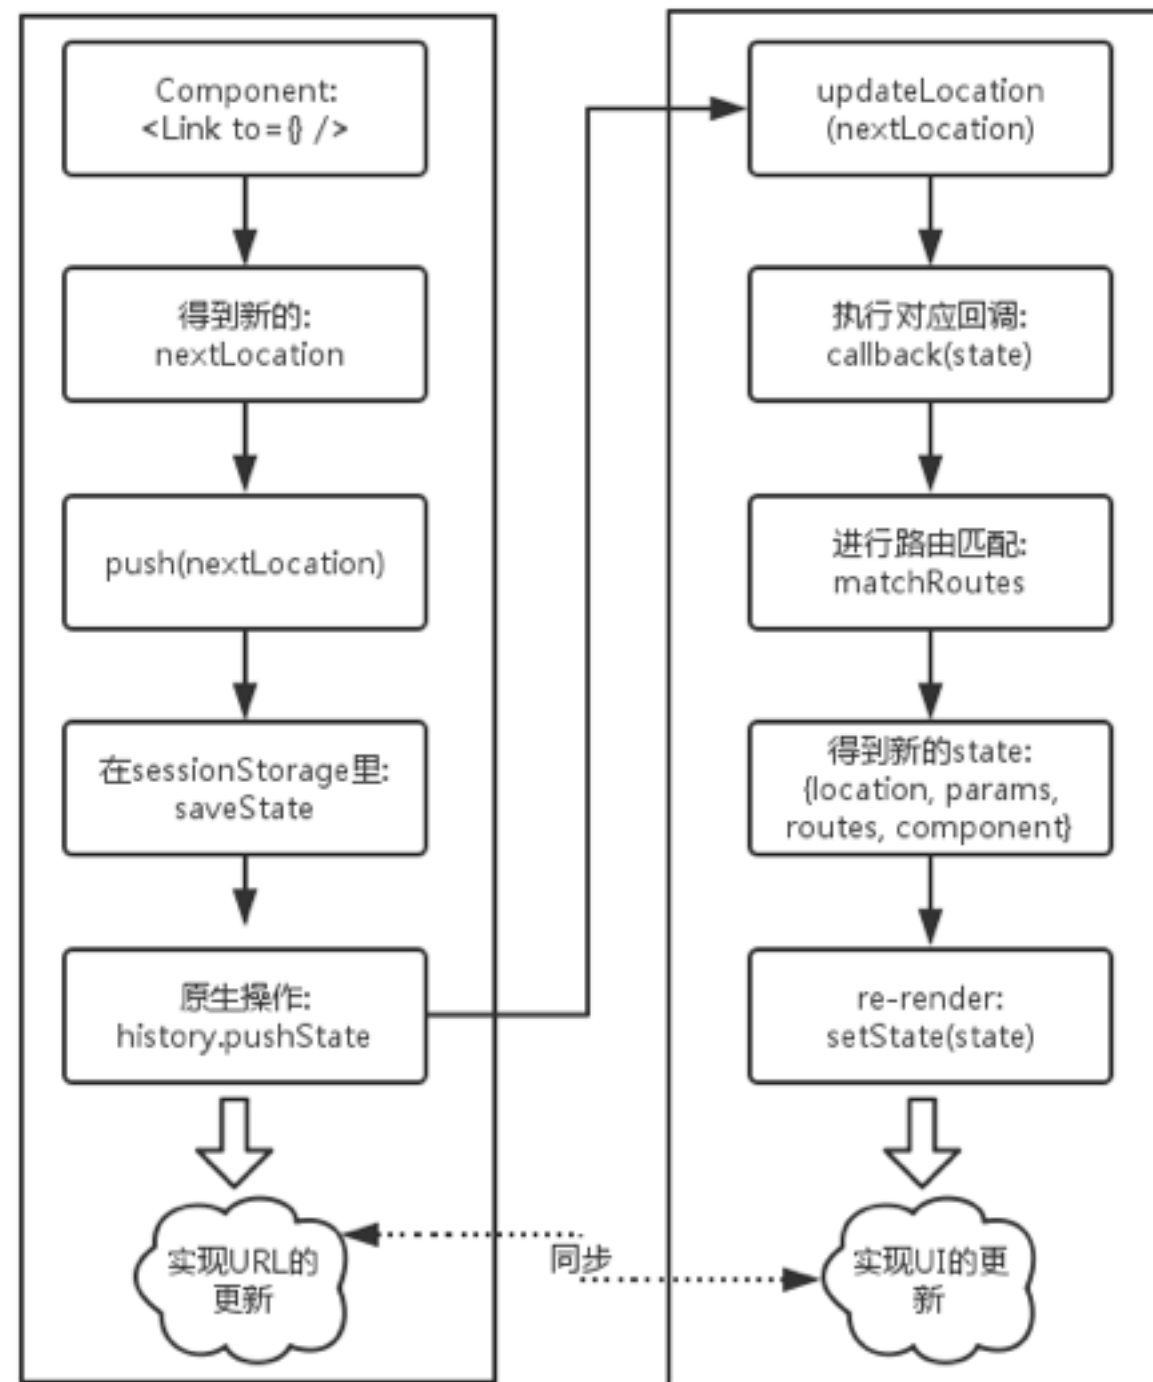 Component:
<Link to={} />
得到新的:
nextLocation
push(nextLocation)
在sessionStorage里:
saveState
原生操作:
history.pushState
实现URL的
更新
同步
updateLocation
(nextLocation)
执行对应回调:
callback(state)
进行路由匹配:
matchRoutes
得到新的state:
{location, params,
routes, component}
re-render:
setState(state)
实现UI的更
新